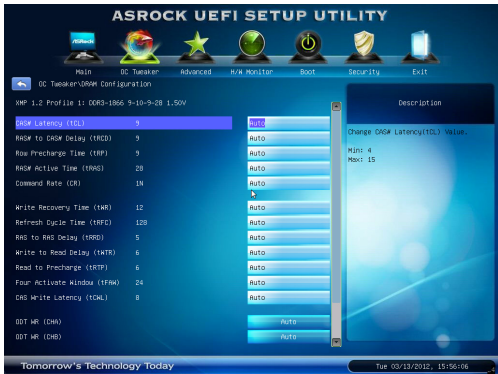 ASROCK UEFI SETUP UTILITY
ASRock
Main OC Tweaker Advanced H/W Monitor Boot Security Exit
OC Tweaker\DRAM Configuration
XMP 1.2 Profile 1: DDR3-1866 9-10-9-28 1.50V
Description
CAS# Latency (tCL) 9 Auto
Change CAS# Latency(tCL) Value.
Min: 4
Max: 15
RAS# to CAS# Delay (tRCD) 9 Auto
Row Precharge Time (tRP) 9 Auto
RAS# Active Time (tRAS) 28 Auto
Command Rate (CR) 1N Auto
Write Recovery Time (tWR) 12 Auto
Refresh Cycle Time (tRFC) 128 Auto
RAS to RAS Delay (tRRD) 5 Auto
Write to Read Delay (tWTR) 6 Auto
Read to Precharge (tRTP) 6 Auto
Four Activate Window (tFAW) 24 Auto
CAS Write Latency (tCWL) 8 Auto
ODT WR (CHA) Auto
ODT WR (CHB) Auto
Tomorrow's Technology Today
Tue 03/13/2012, 15:56:06